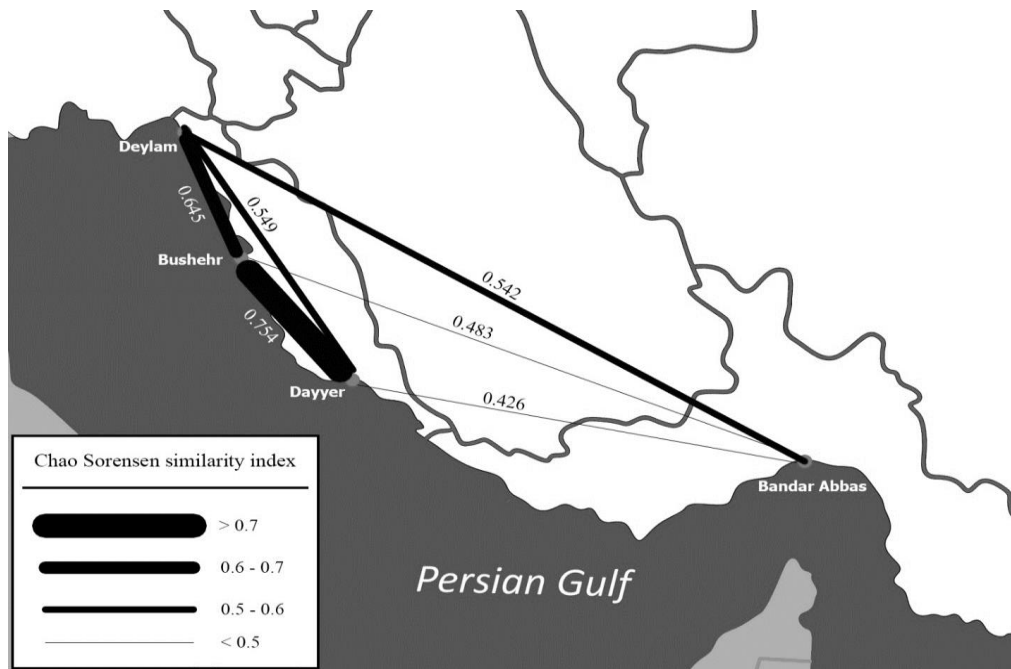 Deylam
0.645
0.549
Bushehr
0.542
0.483
0.754
Dayyer
0.426
Bandar Abbas
Chao Sorensen similarity index
> 0.7
0.6 - 0.7
0.5 - 0.6
< 0.5
Persian Gulf